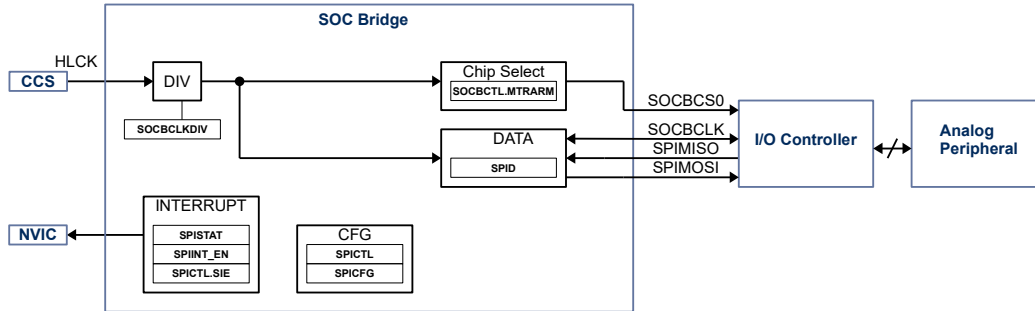 SOC Bridge
HLCK
CCS
DIV
SOCBCLKDIV
Chip Select
SOCBCTL.MTRARM
DATA
SPID
SOCBCS0
SOCBCLK
SPIMISO
SPIMOSI
I/O Controller
Analog
Peripheral
NVIC
INTERRUPT
SPISTAT
SPIINT_EN
SPICTL.SIE
CFG
SPICTL
SPICFG